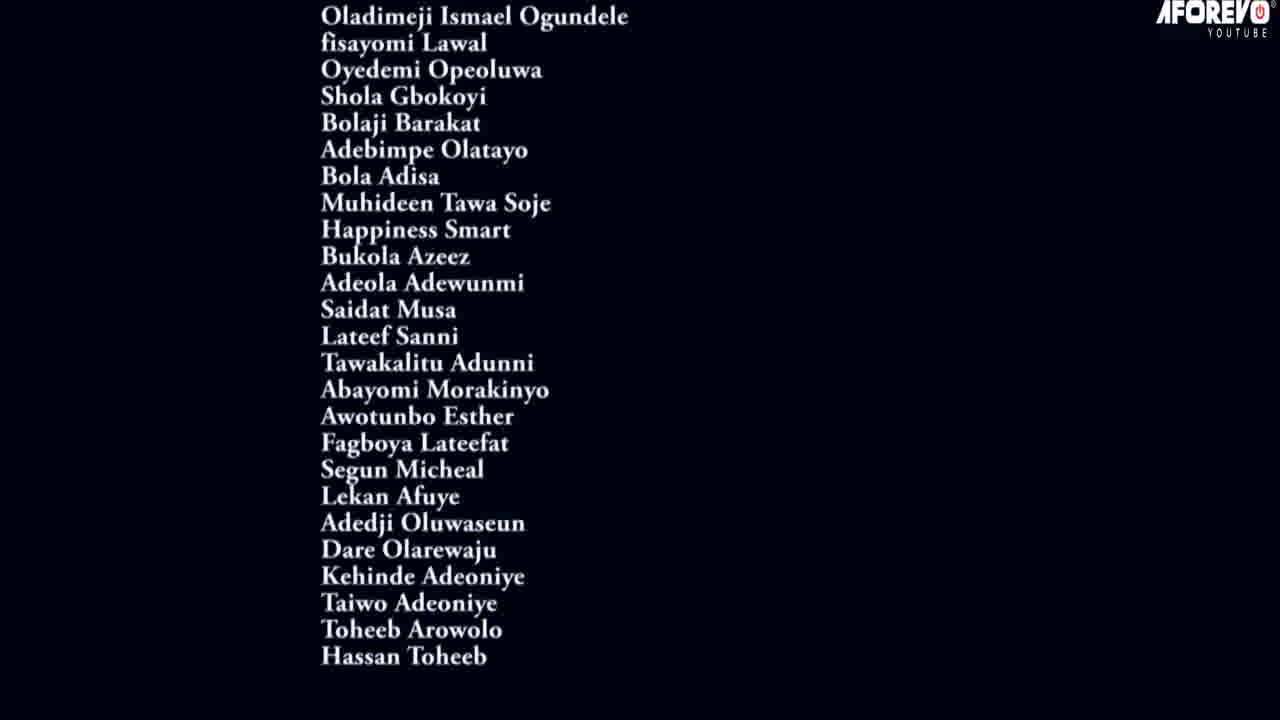 Oladimeji Ismael Ogundele
fisayomi Lawal
Oyedemi Opeoluwa
Shola Gbokoyi
Bolaji Barakat
Adebimpe Olatayo
Bola Adisa
Muhideen Tawa Soje
Happiness Smart
Bukola Azeez
Adeola Adewunmi
Saidat Musa
Lateef Sanni
Tawakalitu Adunni
Abayomi Morakinyo
Awotunbo Esther
Fagboya Lateefat
Segun Micheal
Lekan Afuye
Adedji Oluwaseun
Dare Olarewaju
Kehinde Adeoniye
Taiwo Adeoniye
Toheeb Arowolo
Hassan Toheeb
AFOREVO
YOUTUBE